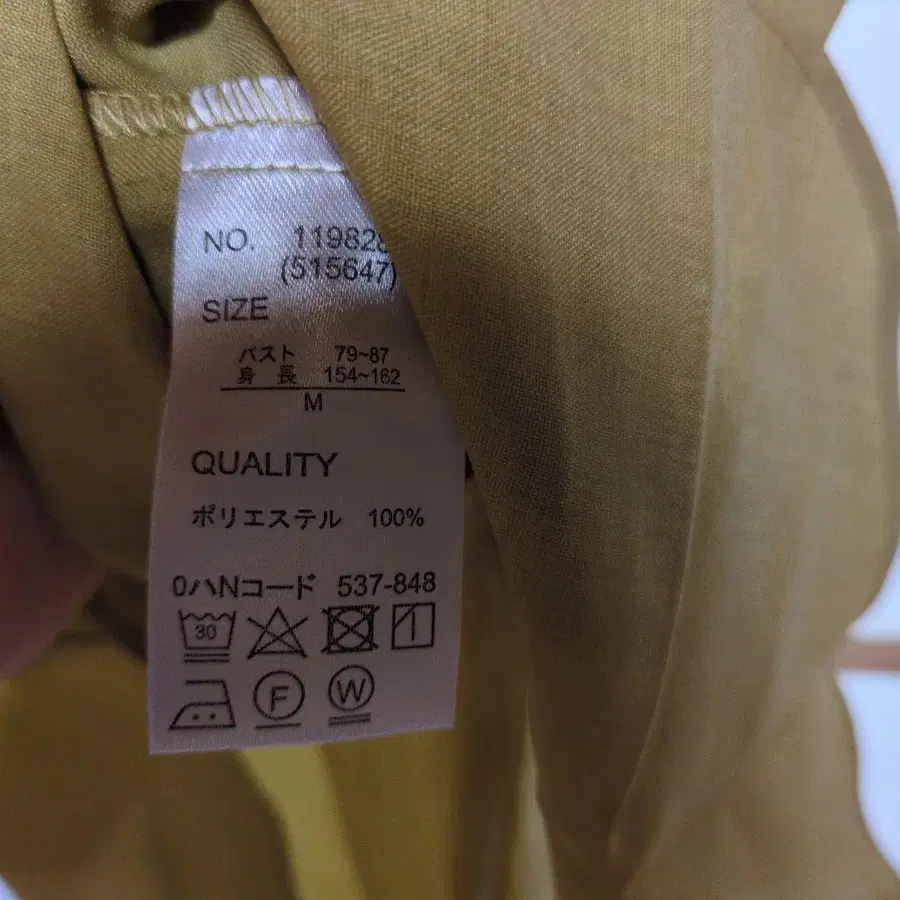 NO. 119828
(515647)
SIZE
バスト 79~87
身長 154~162
M
QUALITY
ポリエステル 100%
0ハNコード 537-848
30
F W